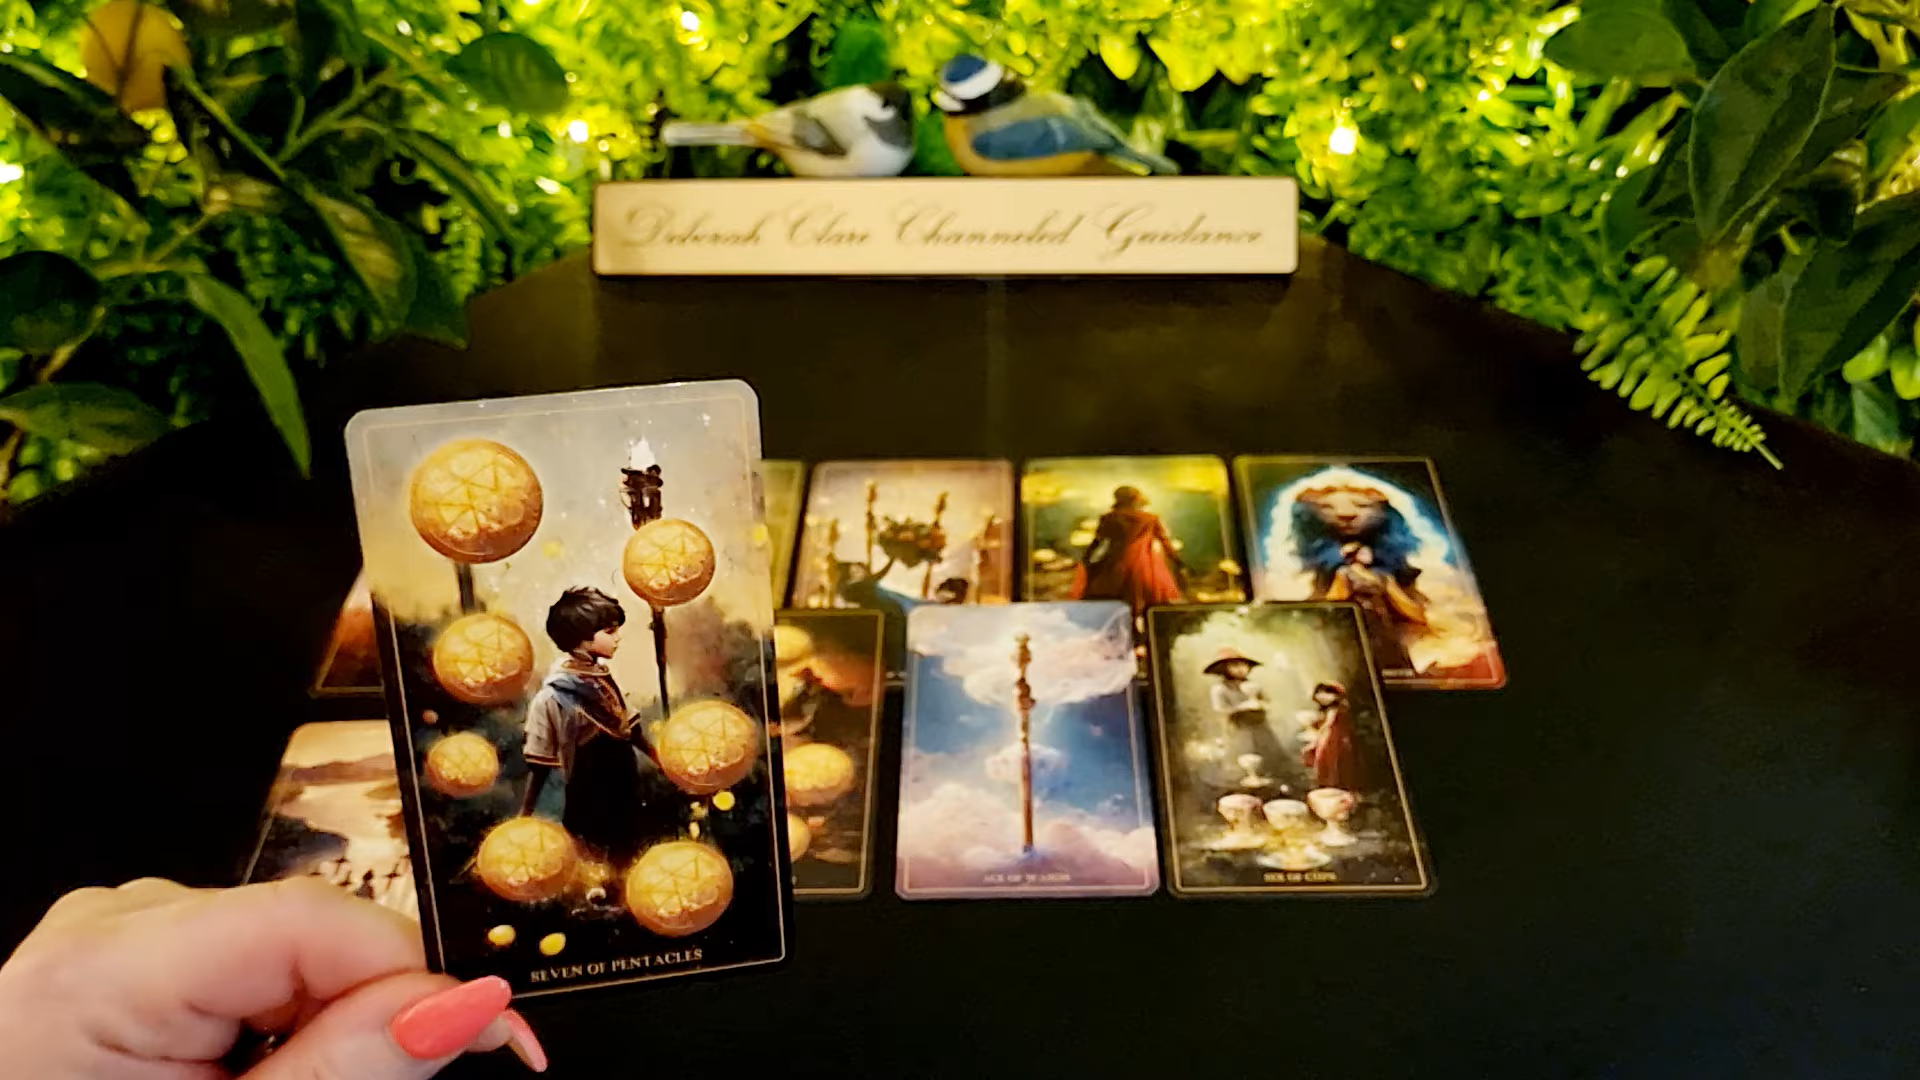 Deborah Clare Channeled Guidance
SEVEN OF PENTACLES
ACE OF WANDS
SIX OF CUPS